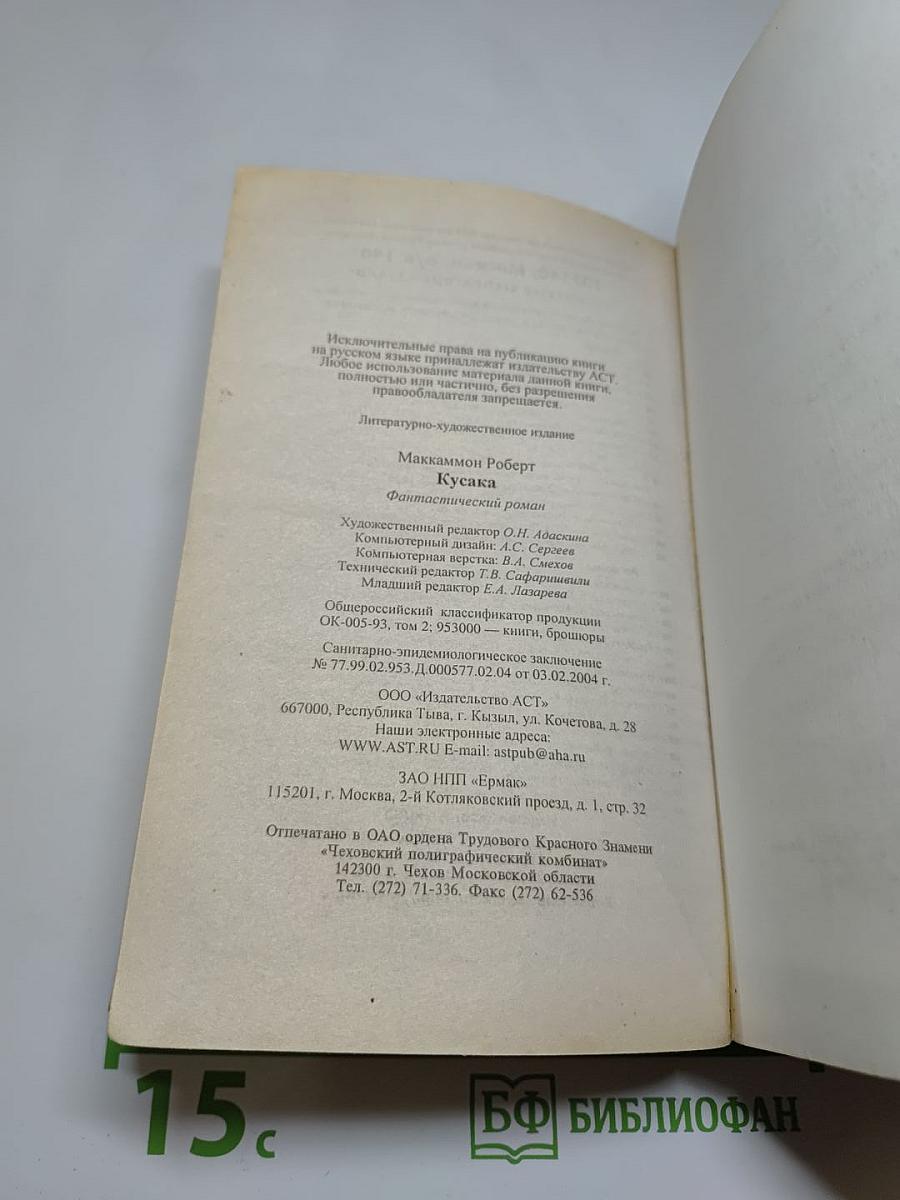 Исключительные права на публикацию книги
на русском языке принадлежат издательству АСТ.
Любое использование материала данной книги,
полностью или частично, без разрешения
правообладателя запрещается.
Литературно-художественное издание
Маккаммон Роберт
Кусака
Фантастический роман
Художественный редактор О.Н. Адаскина
Компьютерный дизайн: А.С. Сергеев
Компьютерная верстка: В.А. Смехов
Технический редактор Т.В. Сафаришвили
Младший редактор Е.А. Лазарева
Общероссийский классификатор продукции
ОК-005-93, том 2; 953000 — книги, брошюры
Санитарно-эпидемиологическое заключение
№ 77.99.02.953.Д.000577.02.04 от 03.02.2004 г.
ООО «Издательство АСТ»
667000, Республика Тыва, г. Кызыл, ул. Кочетова, д. 28
Наши электронные адреса:
WWW.AST.RU E-mail: astpub@aha.ru
ЗАО НПП «Ермак»
115201, г. Москва, 2-й Котляковский проезд, д. 1, стр. 32
Отпечатано в ОАО ордена Трудового Красного Знамени
«Чеховский полиграфический комбинат»
142300 г. Чехов Московской области
Тел. (272) 71-336. Факс (272) 62-536
15 с
БФ БИБЛИОФАН